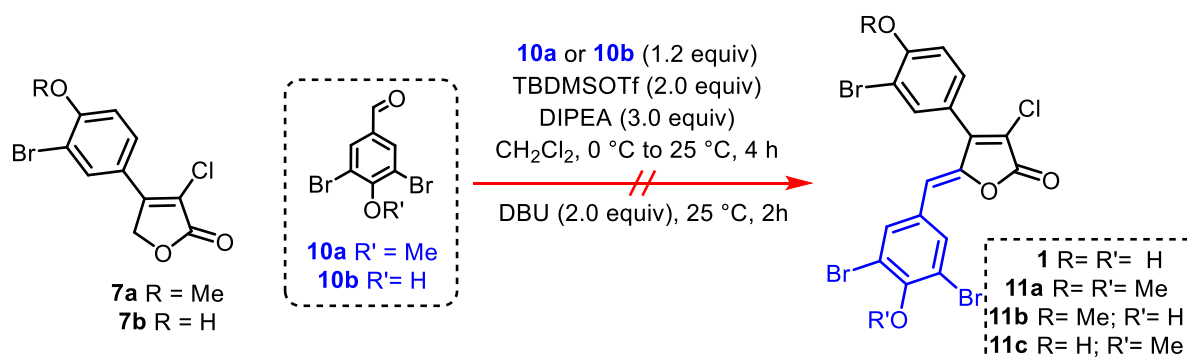 RO
Br
Cl
O
O
7a R = Me
7b R = H
O
Br
Br
OR'
10a R' = Me
10b R'= H
10a or 10b (1.2 equiv)
TBDMSOTf (2.0 equiv)
DIPEA (3.0 equiv)
CH2Cl2, 0 °C to 25 °C, 4 h
DBU (2.0 equiv), 25 °C, 2h
RO
Br
Cl
O
O
Br
Br
R'O
1 R= R'= H
11a R= R'= Me
11b R= Me; R'= H
11c R= H; R'= Me